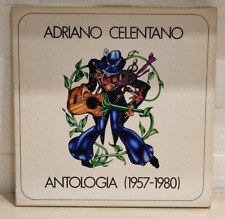 ADRIANO CELENTANO
ANTOLOGIA (1957-1980)